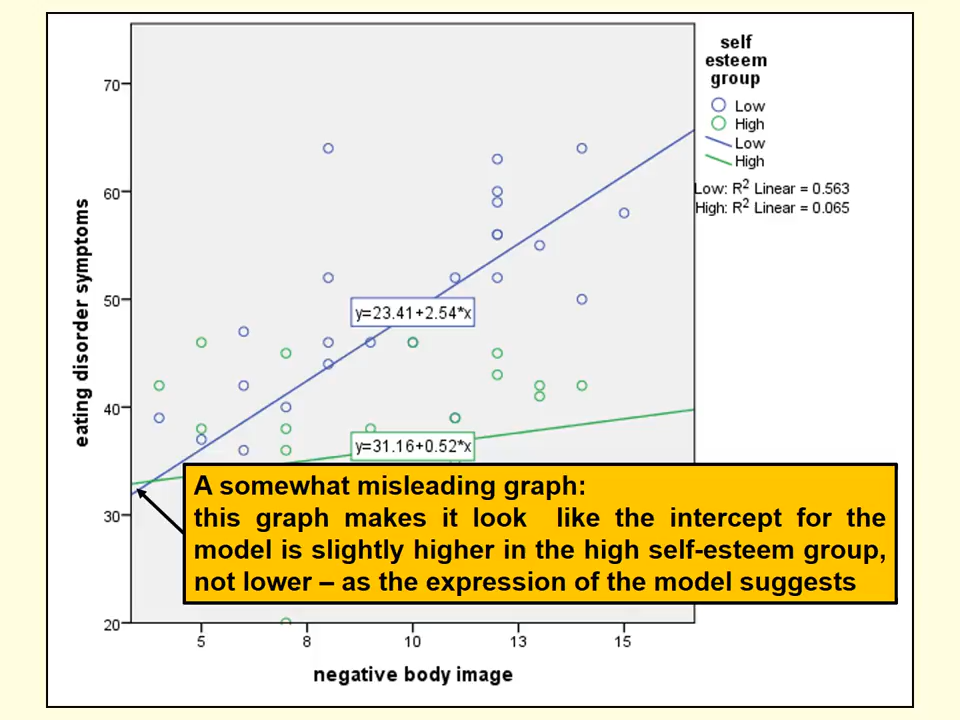 self
esteem
group
Low
High
Low
High
Low: R2 Linear = 0.563
High: R2 Linear = 0.065
70
60
50
40
30
20
eating disorder symptoms
y=23.41+2.54*x
y=31.16+0.52*x
A somewhat misleading graph:
this graph makes it look like the intercept for the
model is slightly higher in the high self-esteem group,
not lower – as the expression of the model suggests
5
8
10
13
15
negative body image